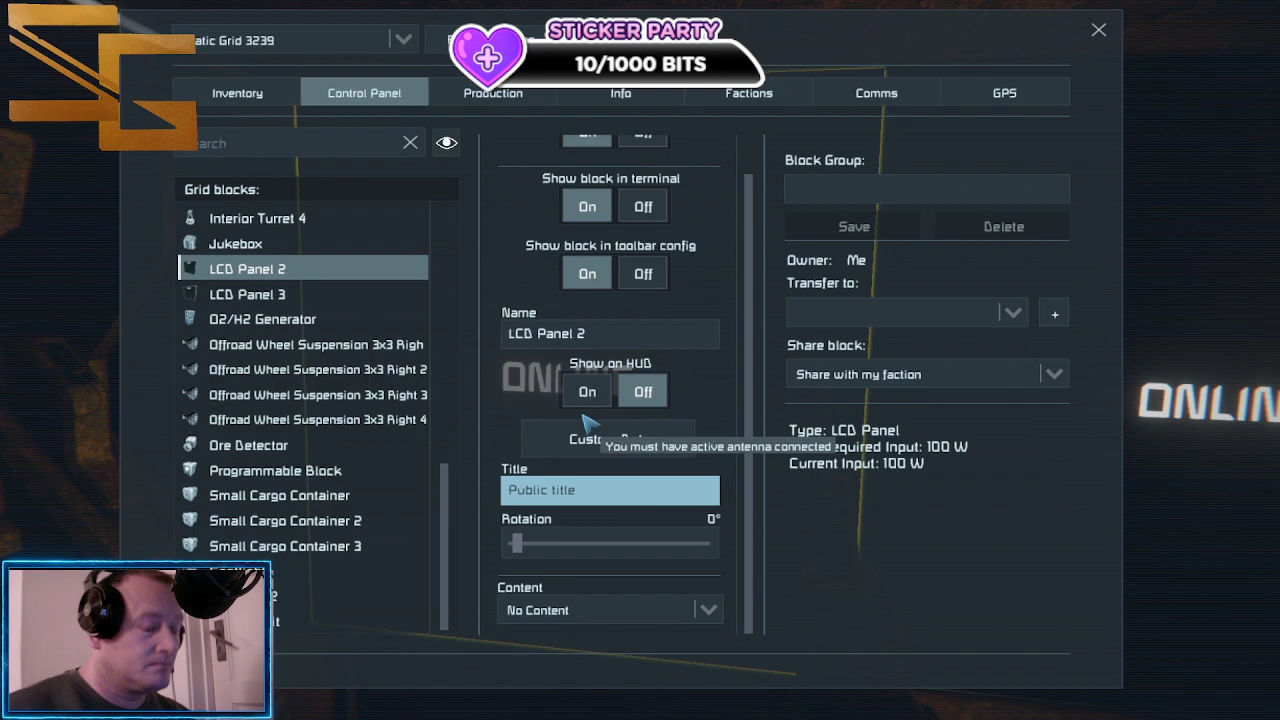 STICKER PARTY
10/1000 BITS
atic Grid 3239
Inventory
Control Panel
Production
Info
Factions
Comms
GPS
arch
Grid blocks:
Interior Turret 4
Jukebox
LCD Panel 2
LCD Panel 3
O2/H2 Generator
Offroad Wheel Suspension 3x3 Righ
Offroad Wheel Suspension 3x3 Right 2
Offroad Wheel Suspension 3x3 Right 3
Offroad Wheel Suspension 3x3 Right 4
Ore Detector
Programmable Block
Small Cargo Container
Small Cargo Container 2
Small Cargo Container 3
On Off
Show block in terminal
On Off
Show block in toolbar config
On Off
Name
LCD Panel 2
Show on HUD
On Off
You must have active antenna connected
Title
Public title
Rotation 0°
Content
No Content
Block Group:
Save Delete
Owner: Me
Transfer to:
+
Share block:
Share with my faction
Type: LCD Panel
equired Input: 100 W
Current Input: 100 W
ONLIN